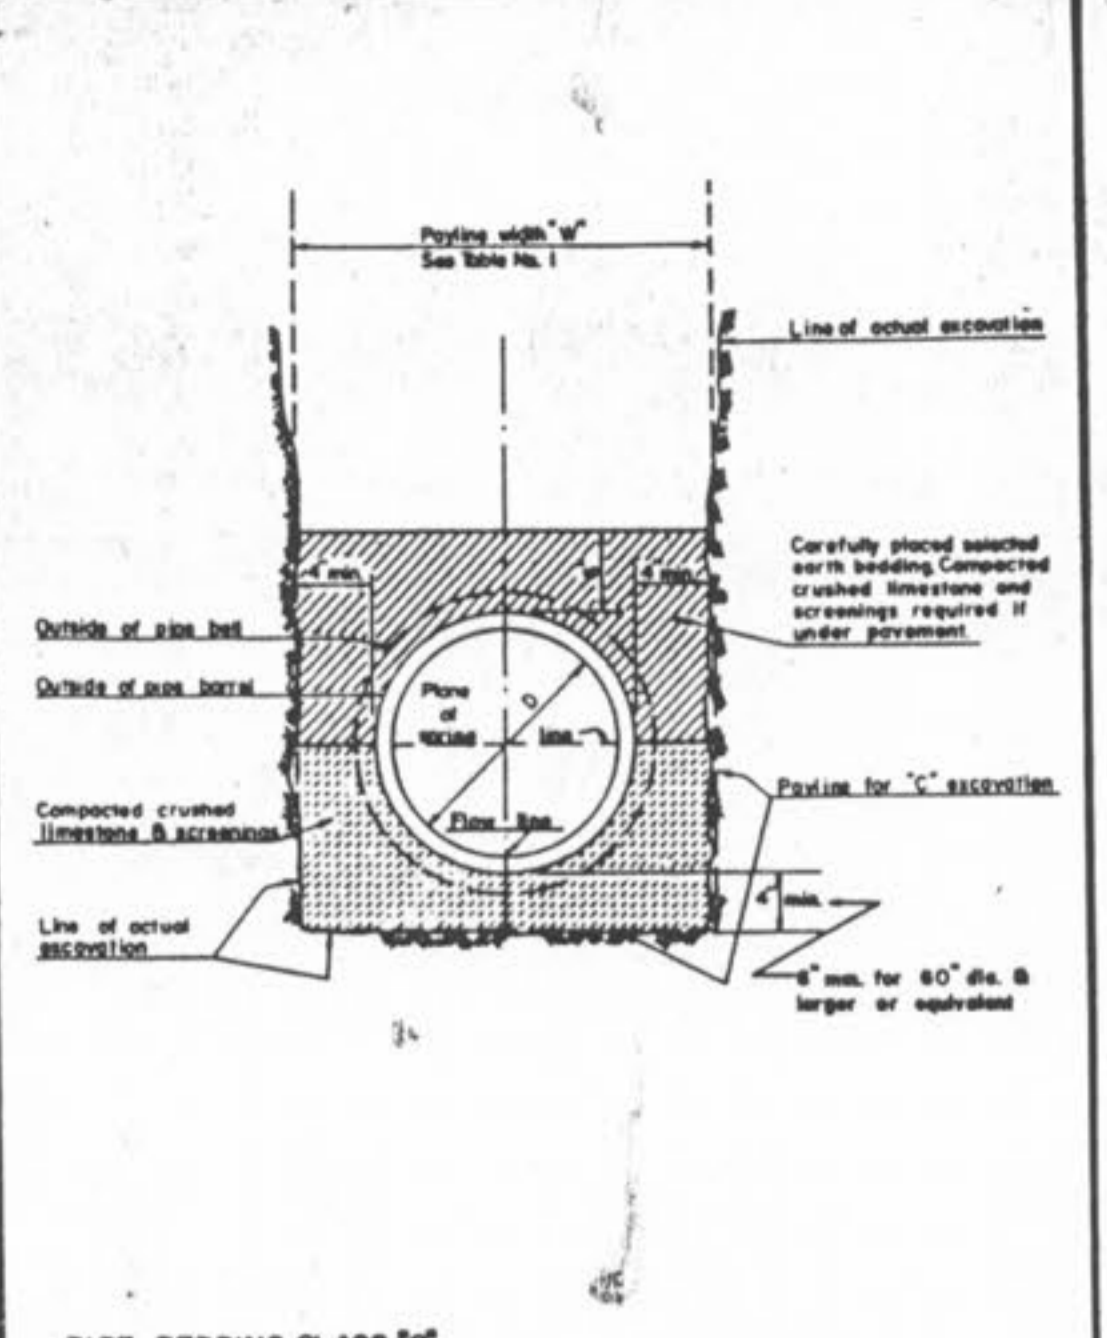 Payline width "W"
See Table No. 1
Line of actual excavation
4" min.
4" min.
Carefully placed selected
earth bedding. Compacted
crushed limestone and
screenings required if
under pavement.
Outside of pipe bell
Outside of pipe barrel
Plane
of
line
D
Flow line
Compacted crushed
limestone & screenings
Payline for "C" excavation
Line of actual
excavation
4" min.
6" min. for 60" dia. &
larger or equivalent
PIPE BEDDING CLASS